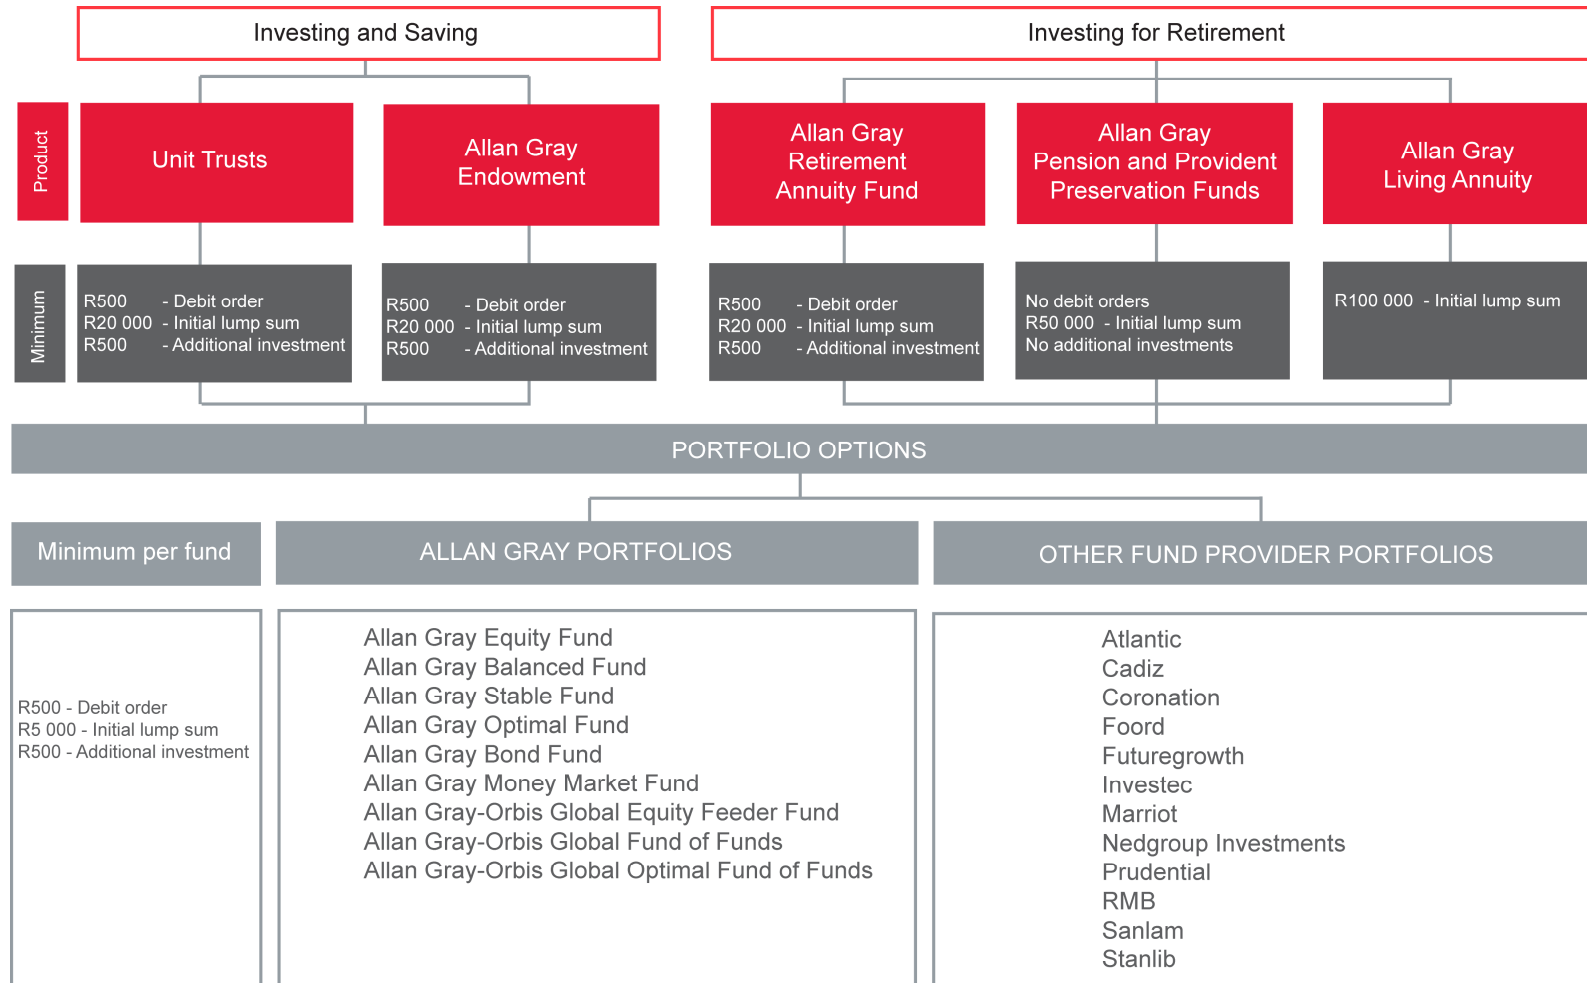 Investing and Saving
Investing for Retirement
Product
Unit Trusts
Allan Gray
Endowment
Allan Gray
Retirement
Annuity Fund
Allan Gray
Pension and Provident
Preservation Funds
Allan Gray
Living Annuity
Minimum
R500 - Debit order
R20 000 - Initial lump sum
R500 - Additional investment
R500 - Debit order
R20 000 - Initial lump sum
R500 - Additional investment
R500 - Debit order
R20 000 - Initial lump sum
R500 - Additional investment
No debit orders
R50 000 - Initial lump sum
No additional investments
R100 000 - Initial lump sum
PORTFOLIO OPTIONS
Minimum per fund
ALLAN GRAY PORTFOLIOS
OTHER FUND PROVIDER PORTFOLIOS
R500 - Debit order
R5 000 - Initial lump sum
R500 - Additional investment
Allan Gray Equity Fund
Allan Gray Balanced Fund
Allan Gray Stable Fund
Allan Gray Optimal Fund
Allan Gray Bond Fund
Allan Gray Money Market Fund
Allan Gray-Orbis Global Equity Feeder Fund
Allan Gray-Orbis Global Fund of Funds
Allan Gray-Orbis Global Optimal Fund of Funds
Atlantic
Cadiz
Coronation
Foord
Futuregrowth
Investec
Marriot
Nedgroup Investments
Prudential
RMB
Sanlam
Stanlib